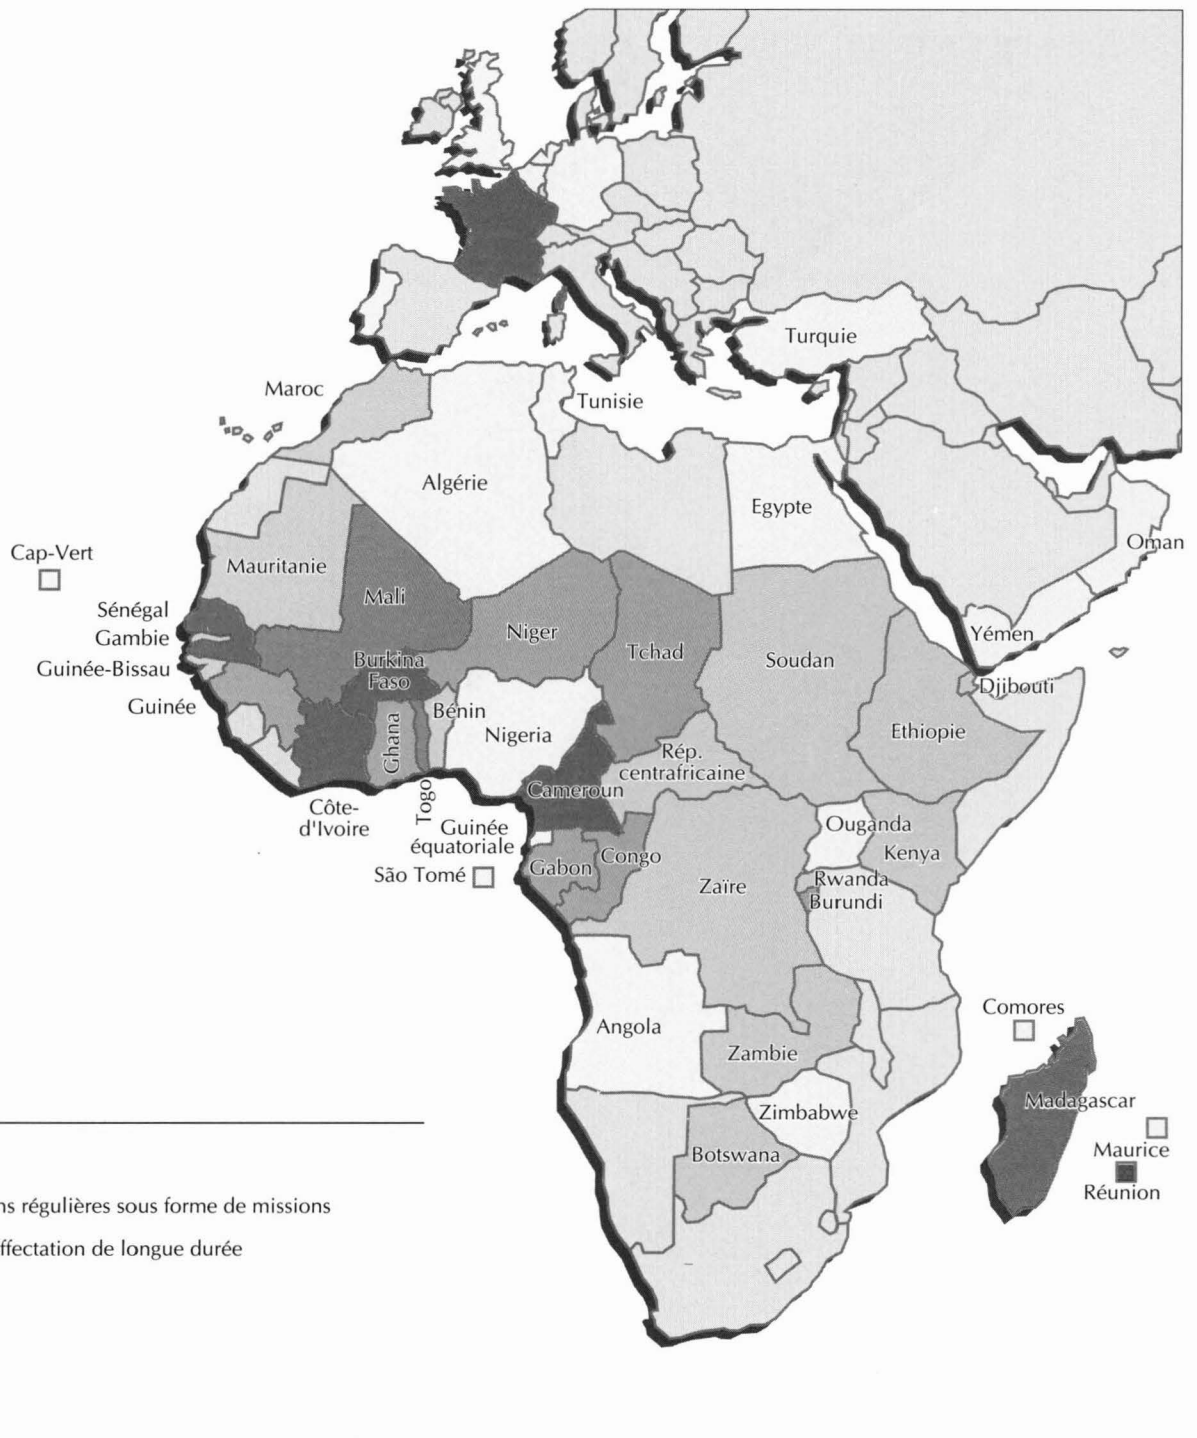 Turquie
Maroc
Tunisie
Algérie
Egypte
Oman
Cap-Vert
Mauritanie
Mali
Sénégal
Gambie
Niger
Yémen
Guinée-Bissau
Burkina
Faso
Tchad
Soudan
Djibouti
Guinée
Bénin
Ghana
Nigeria
Ethiopie
Rép.
centrafricaine
Cameroun
Togo
Côte-
d'Ivoire
Guinée
équatoriale
Ouganda
Kenya
São Tomé
Gabon
Congo
Zaïre
Rwanda
Burundi
Comores
Angola
Zambie
Madagascar
Zimbabwe
Maurice
Botswana
Réunion
ns régulières sous forme de missions
ffectation de longue durée